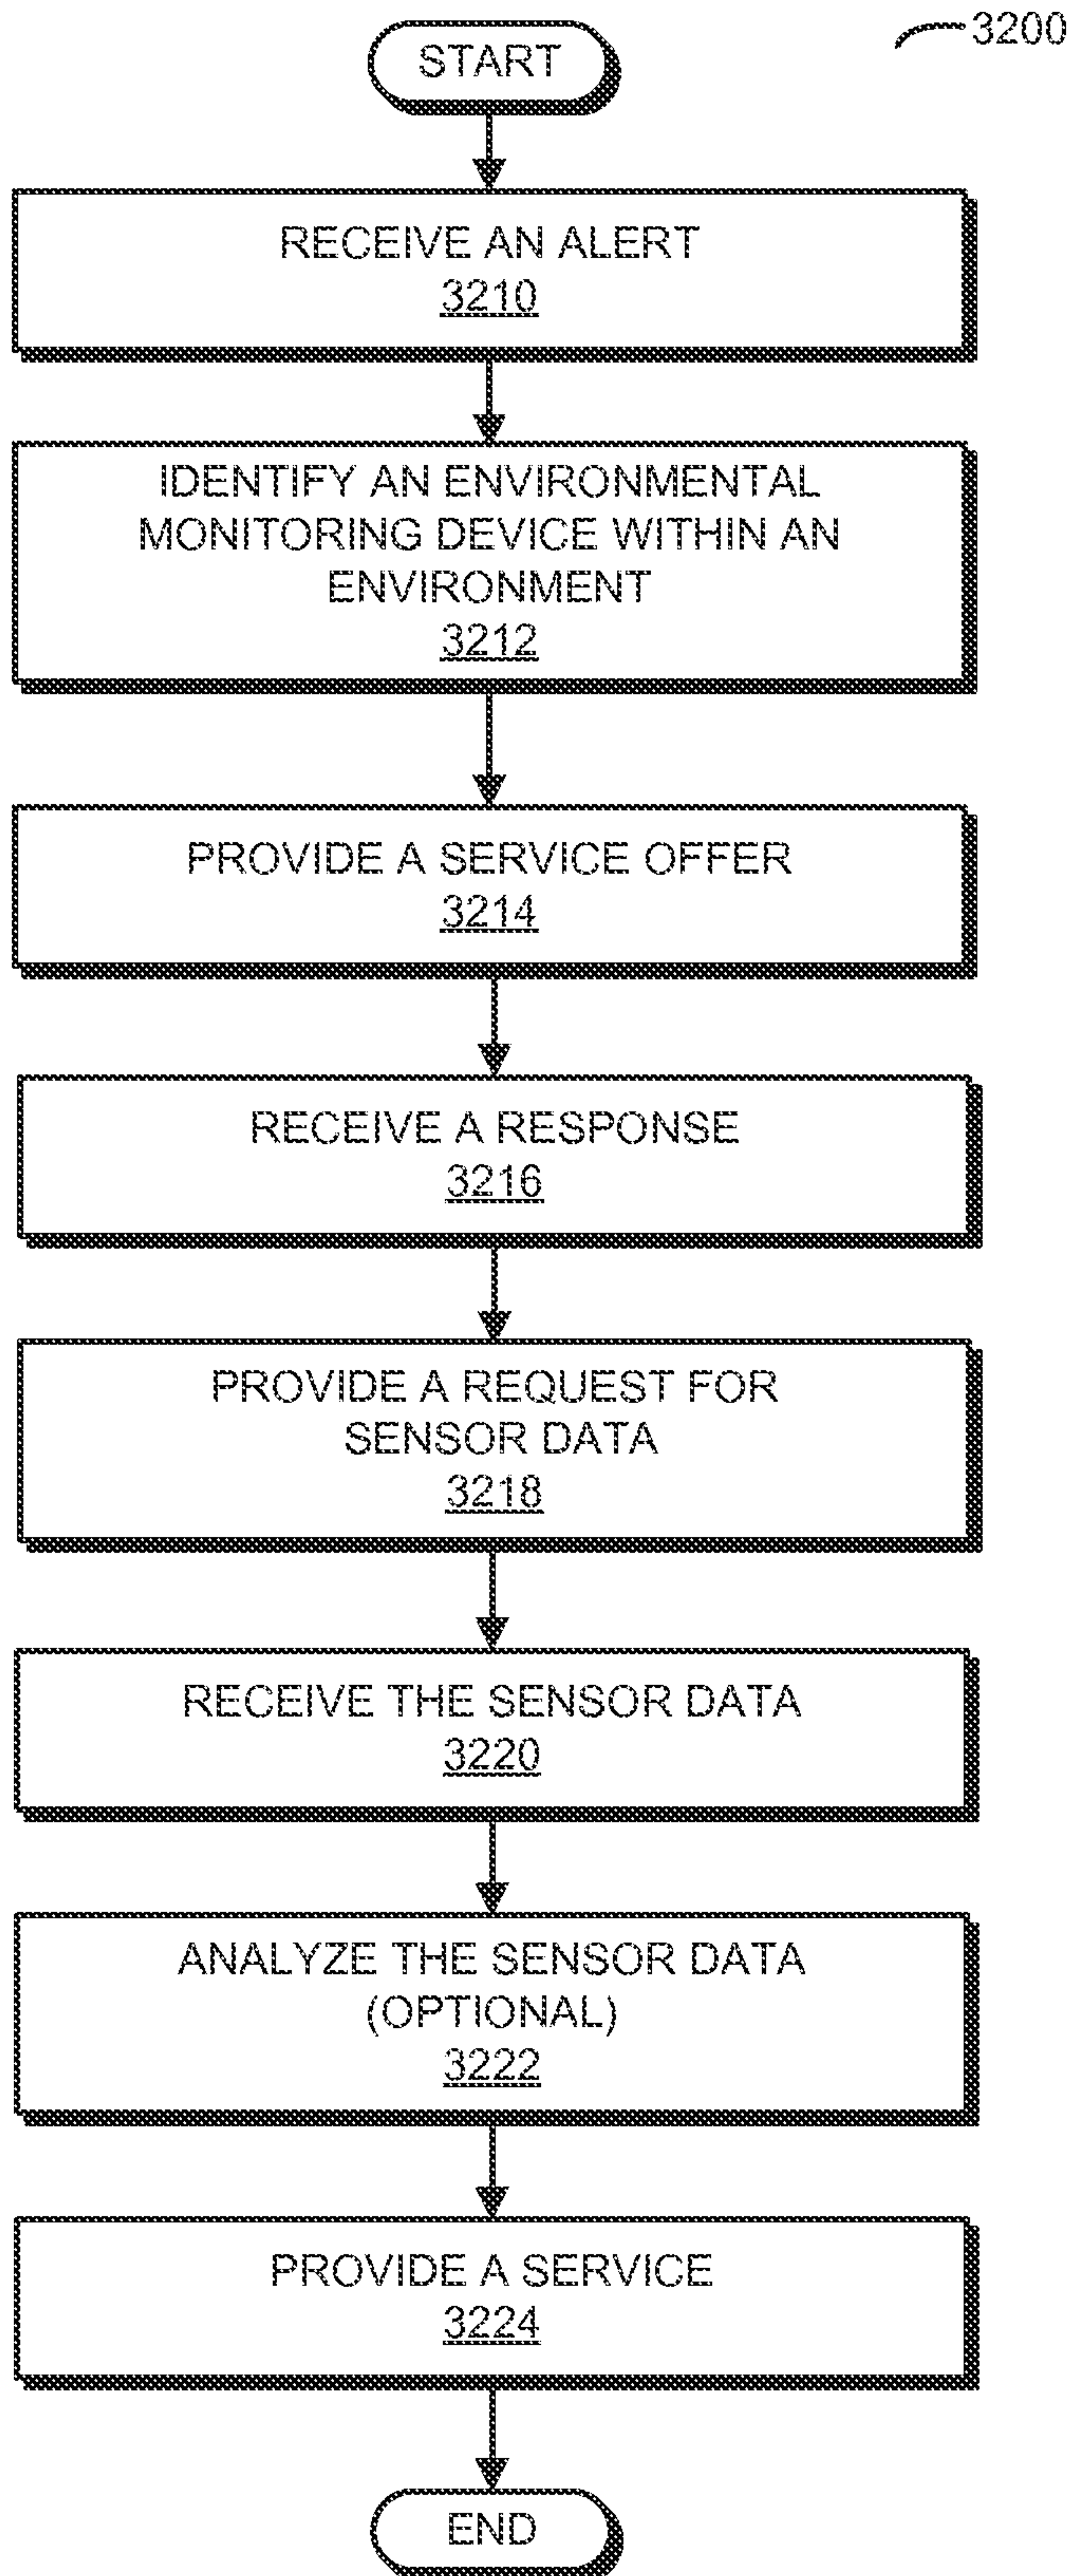 3200
START
RECEIVE AN ALERT
3210
IDENTIFY AN ENVIRONMENTAL
MONITORING DEVICE WITHIN AN
ENVIRONMENT
3212
PROVIDE A SERVICE OFFER
3214
RECEIVE A RESPONSE
3216
PROVIDE A REQUEST FOR
SENSOR DATA
3218
RECEIVE THE SENSOR DATA
3220
ANALYZE THE SENSOR DATA
(OPTIONAL)
3222
PROVIDE A SERVICE
3224
END